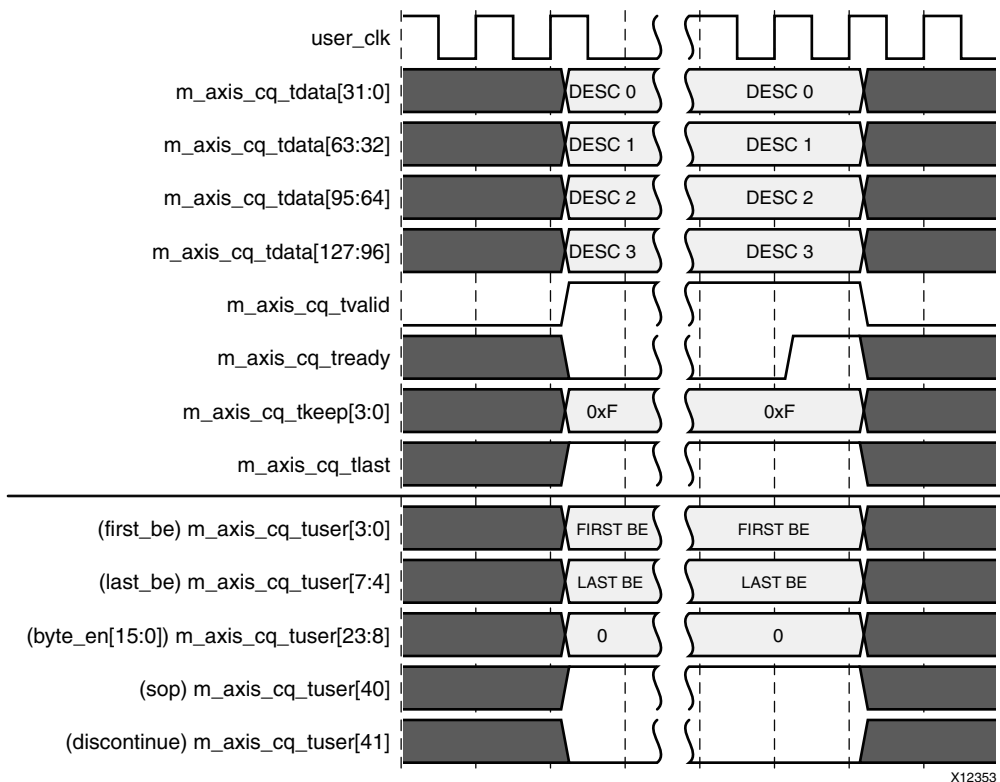 user_clk
m_axis_cq_tdata[31:0] DESC 0 DESC 0
m_axis_cq_tdata[63:32] DESC 1 DESC 1
m_axis_cq_tdata[95:64] DESC 2 DESC 2
m_axis_cq_tdata[127:96] DESC 3 DESC 3
m_axis_cq_tvalid
m_axis_cq_tready
m_axis_cq_tkeep[3:0] 0xF 0xF
m_axis_cq_tlast
(first_be) m_axis_cq_tuser[3:0] FIRST BE FIRST BE
(last_be) m_axis_cq_tuser[7:4] LAST BE LAST BE
(byte_en[15:0]) m_axis_cq_tuser[23:8] 0 0
(sop) m_axis_cq_tuser[40]
(discontinue) m_axis_cq_tuser[41]
X12353